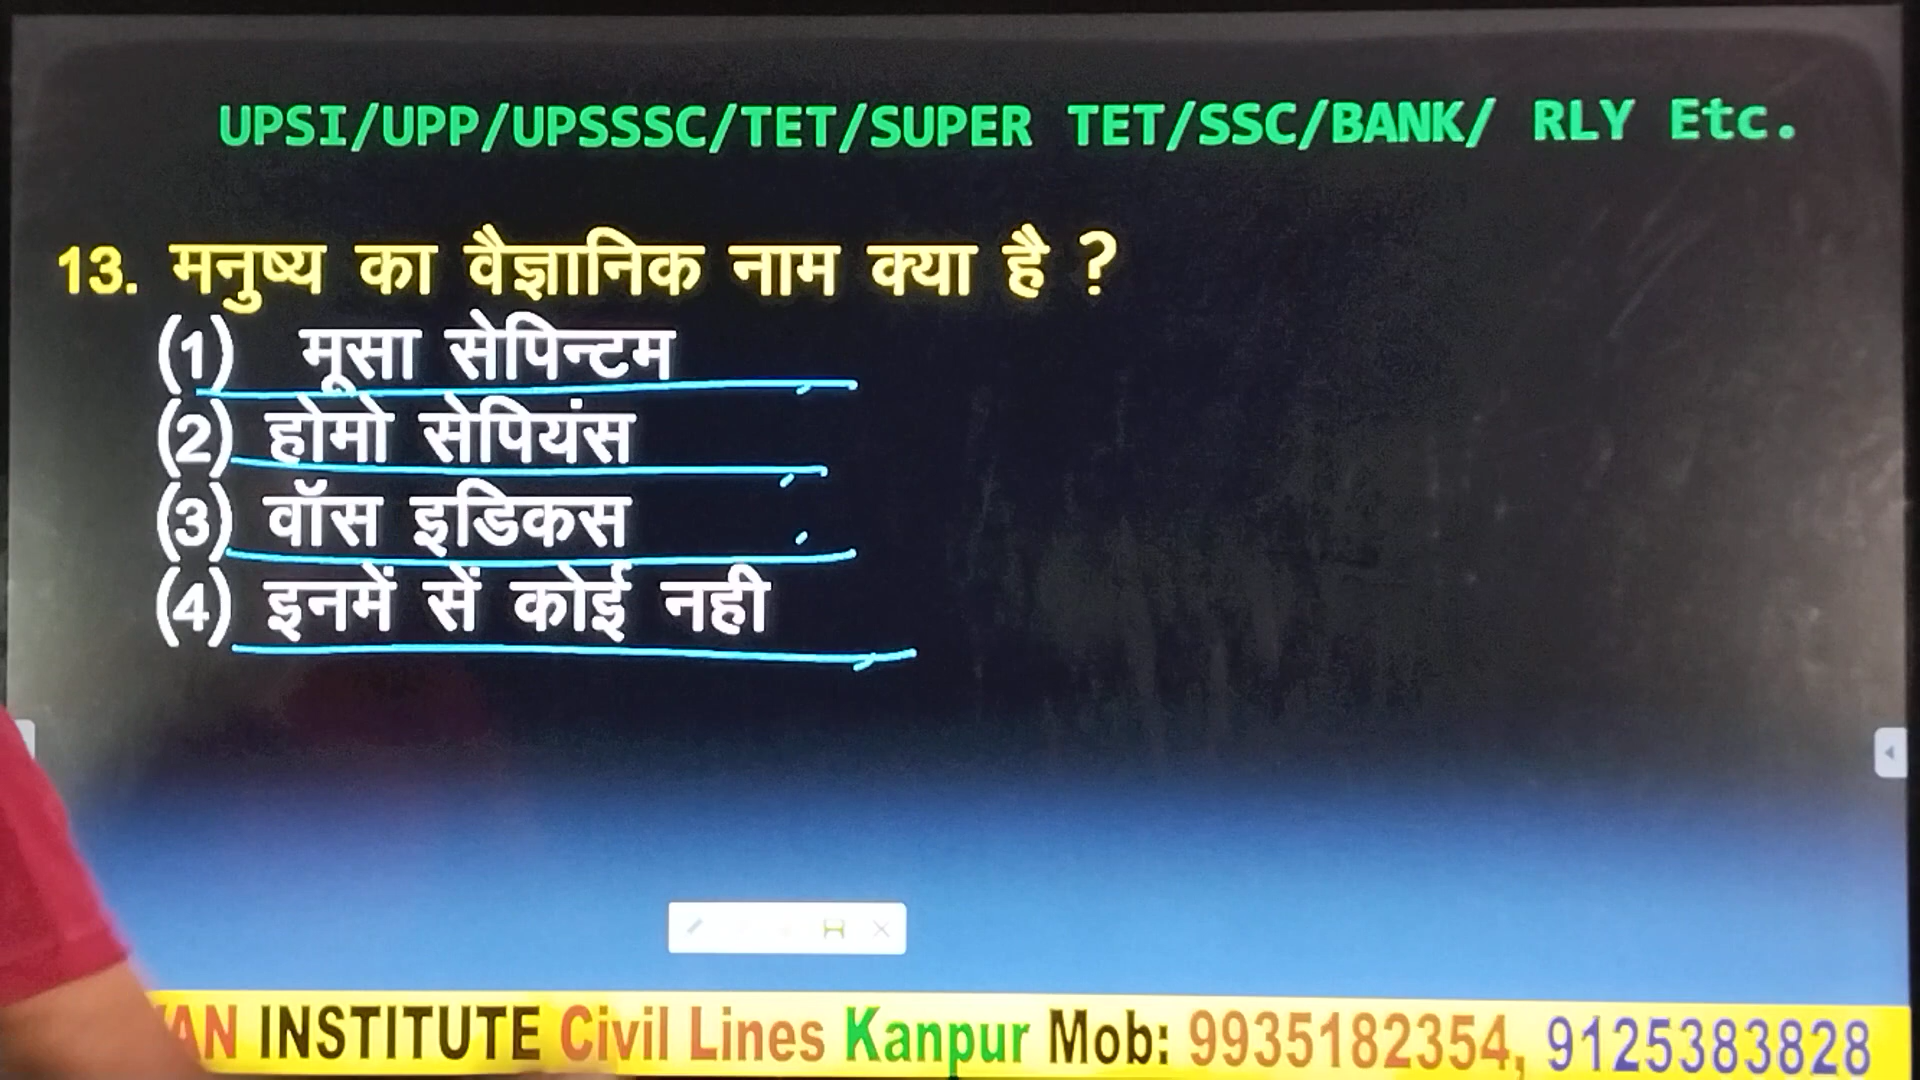 UPSI/UPP/UPSSSC/TET/SUPER TET/SSC/BANK/ RLY Etc.
13. मनुष्य का वैज्ञानिक नाम क्या है ?
(1) मूसा सेपिन्टम
(2) होमो सेपियंस
(3) वॉस इडिकस
(4) इनमें सें कोई नही
INSTITUTE Civil Lines Kanpur Mob: 9935182354, 9125383828